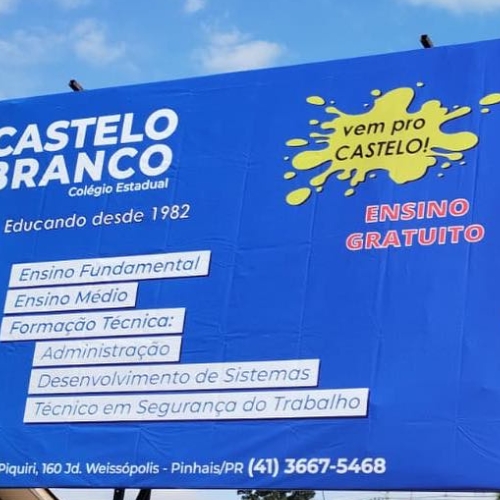 CASTELO
BRANCO
Colégio Estadual
Educando desde 1982
vem pro
CASTELO!
ENSINO
GRATUITO
Ensino Fundamental
Ensino Médio
Formação Técnica:
Administração
Desenvolvimento de Sistemas
Técnico em Segurança do Trabalho
Piquiri, 160 Jd. Weissópolis - Pinhais/PR (41) 3667-5468